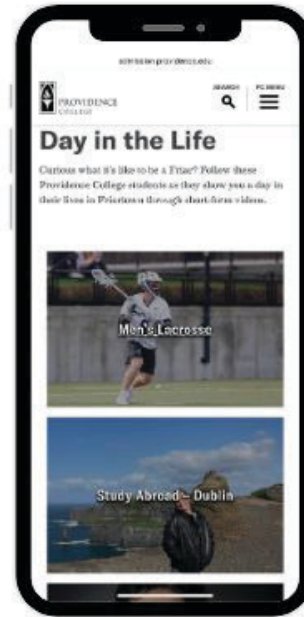 admission.providence.edu
PROVIDENCE
COLLEGE
SEARCH
PC MENU
Day in the Life
Curious what it's like to be a Friar? Follow these
Providence College students as they show you a day in
their lives in Friartown through short-form videos.
Men's Lacrosse
Study Abroad – Dublin